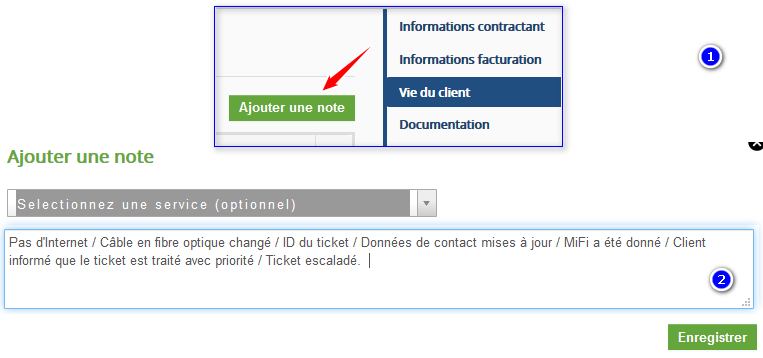 Informations contractant
Informations facturation
Ajouter une note
Vie du client
Documentation
1
Ajouter une note
Selectionnez une service (optionnel)
Pas d'Internet / Câble en fibre optique changé / ID du ticket / Données de contact mises à jour / MiFi a été donné / Client
informé que le ticket est traité avec priorité / Ticket escaladé.
2
Enregistrer